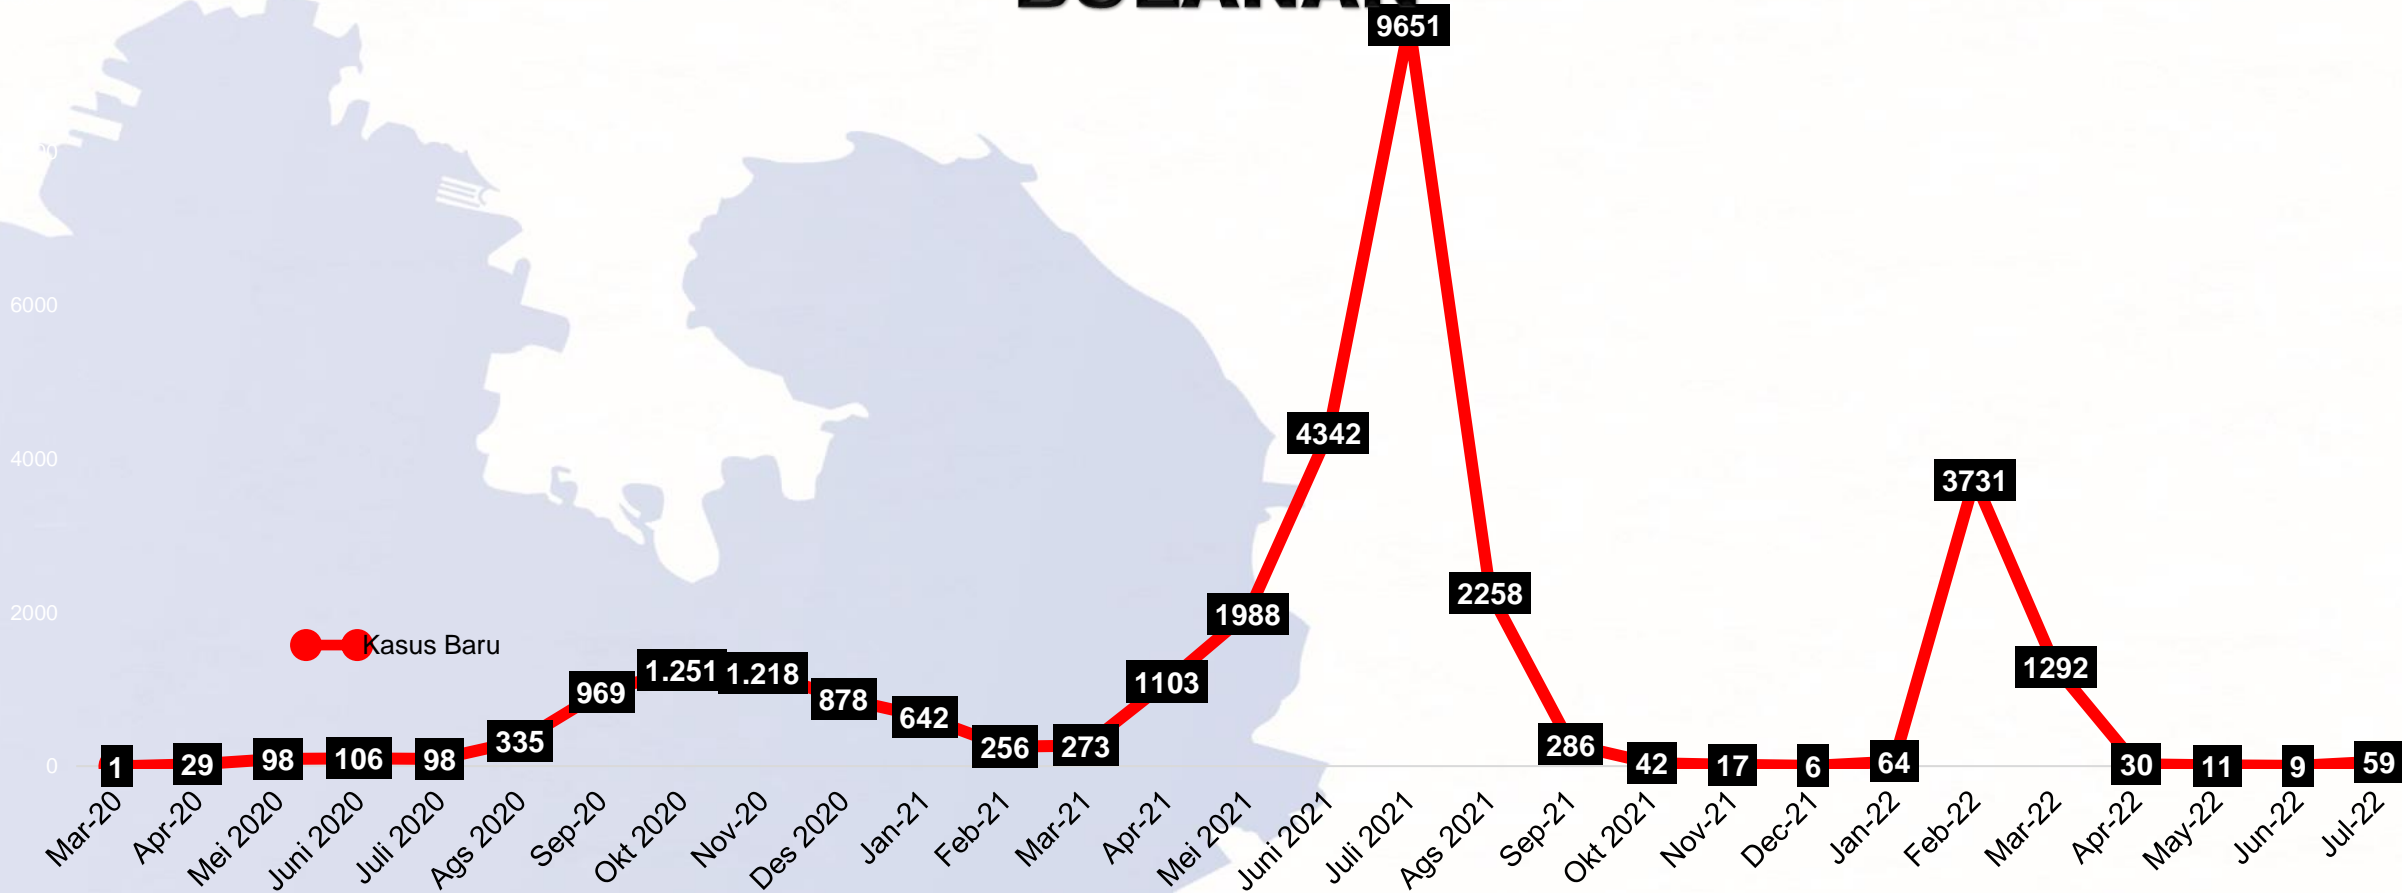 9651
6000
4342
4000
3731
2258
2000
1988
Kasus Baru
1292
1103
1.251
1.218
969
878
642
335
256
273
286
1
29
98
106
98
42
17
6
64
30
11
9
59
0
Mar-20
Apr-20
Mei 2020
Juni 2020
Juli 2020
Ags 2020
Sep-20
Okt 2020
Nov-20
Des 2020
Jan-21
Feb-21
Mar-21
Apr-21
Mei 2021
Juni 2021
Juli 2021
Ags 2021
Sep-21
Okt 2021
Nov-21
Dec-21
Jan-22
Feb-22
Mar-22
Apr-22
May-22
Jun-22
Jul-22